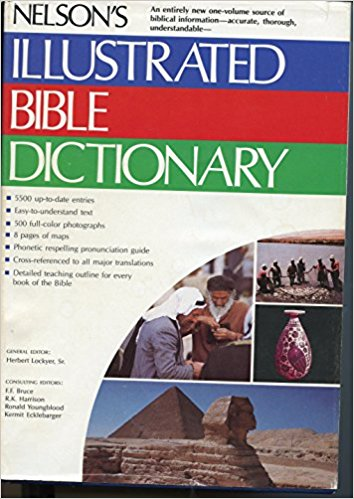 NELSON'S
An entirely new one-volume source of
biblical information—accurate, thorough,
understandable—
ILLUSTRATED
BIBLE
DICTIONARY
5500 up-to-date entries
Easy-to-understand text
500 full-color photographs
8 pages of maps
Phonetic respelling pronunciation guide
Cross-referenced to all major translations
Detailed teaching outline for every
book of the Bible
GENERAL EDITOR:
Herbert Lockyer, Sr.
CONSULTING EDITORS:
F.F. Bruce
R.K. Harrison
Ronald Youngblood
Kermit Ecklebarger